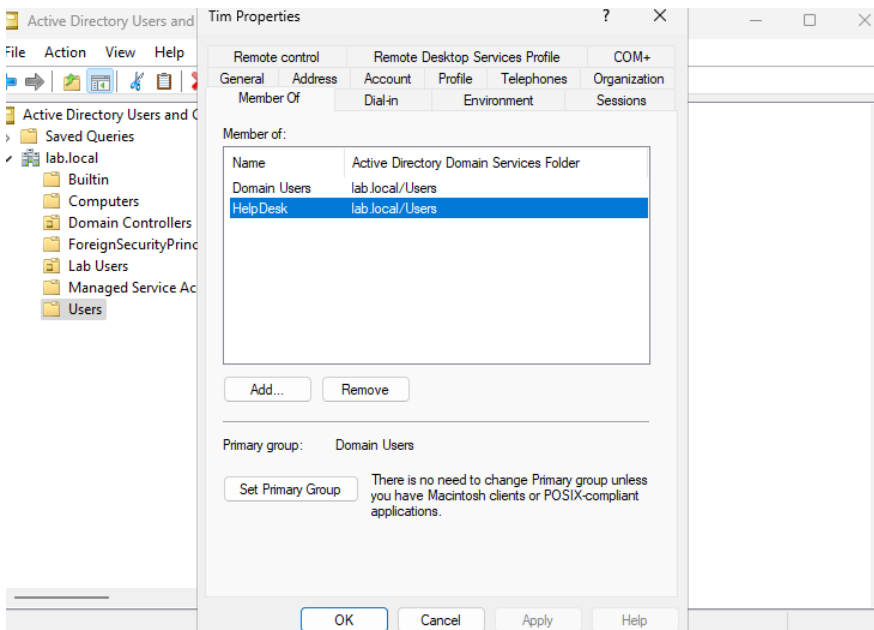 Active Directory Users and
Tim Properties
File Action View Help
Remote control Remote Desktop Services Profile COM+
General Address Account Profile Telephones Organization
Member Of Dial-in Environment Sessions
Active Directory Users and C
Saved Queries
lab.local
Builtin
Computers
Domain Controllers
ForeignSecurityPrinc
Lab Users
Managed Service Ac
Users
Member of:
Name Active Directory Domain Services Folder
Domain Users lab.local/Users
HelpDesk lab.local/Users
Add... Remove
Primary group: Domain Users
Set Primary Group
There is no need to change Primary group unless
you have Macintosh clients or POSIX-compliant
applications.
OK Cancel Apply Help